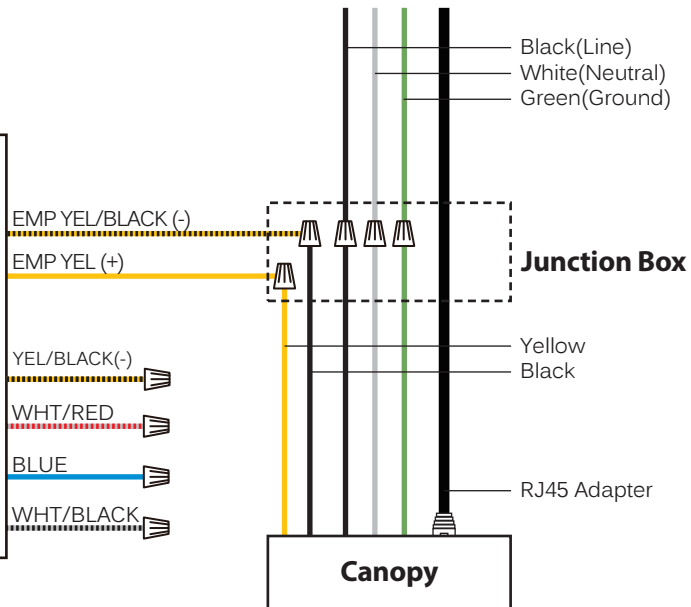 Black(Line)
White(Neutral)
Green(Ground)
EMP YEL/BLACK (-)
EMP YEL (+)
Junction Box
YEL/BLACK(-)
Yellow
Black
WHT/RED
BLUE
RJ45 Adapter
WHT/BLACK
Canopy